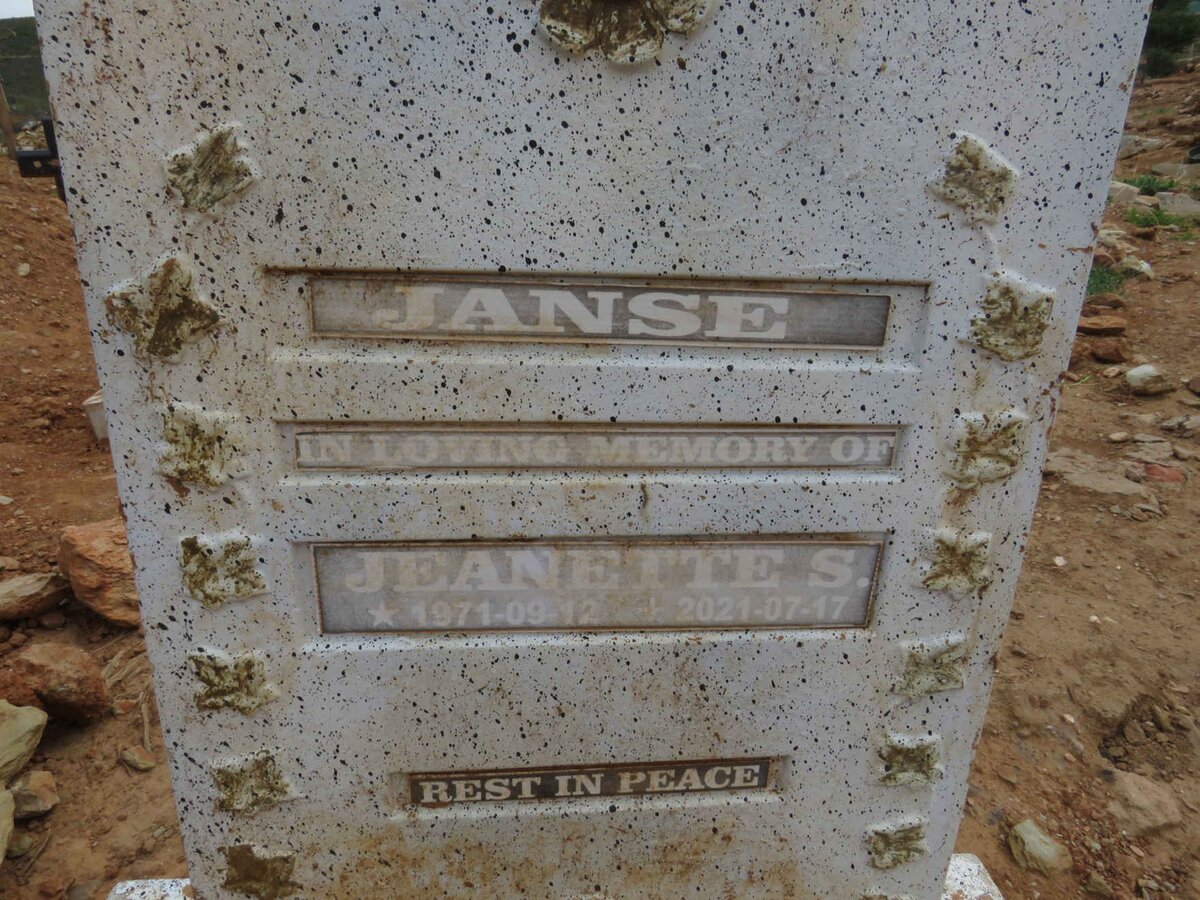 JANSE
IN LOVING MEMORY OF
JEANETTE S.
★ 1971-09-12 + 2021-07-17
REST IN PEACE